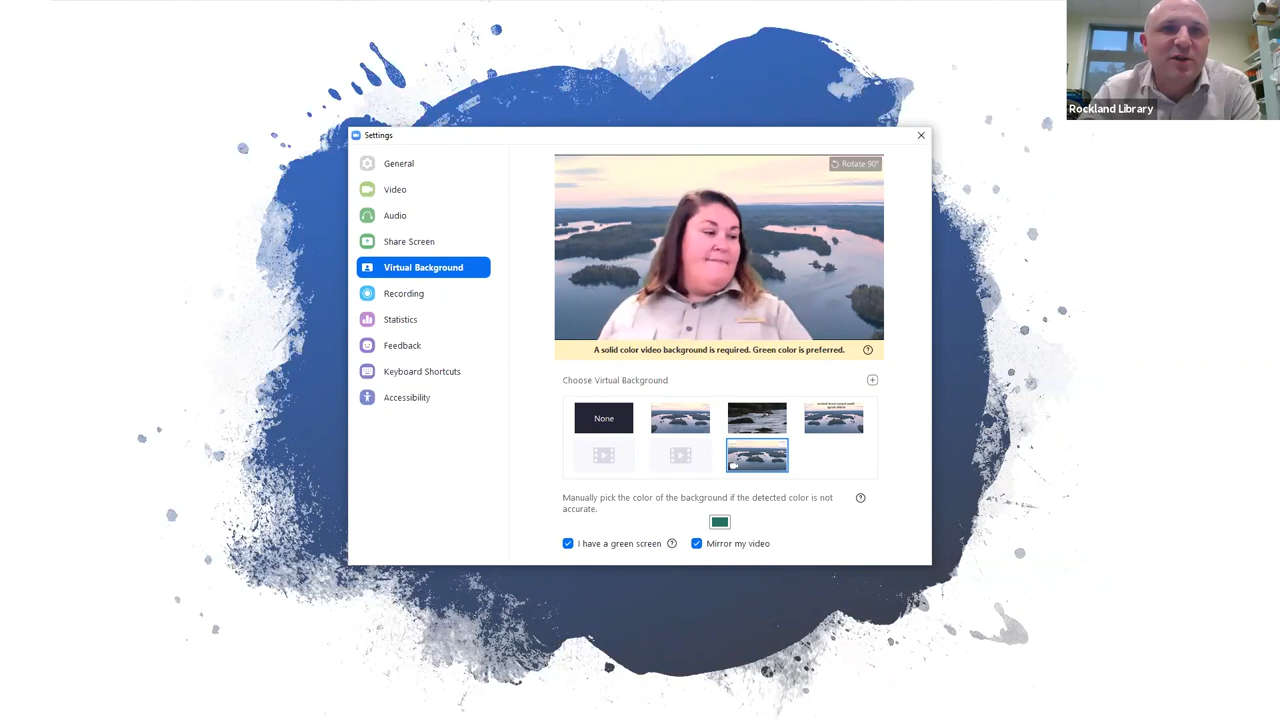 Rockland Library
Settings
General
Video
Audio
Share Screen
Virtual Background
Recording
Statistics
Feedback
Keyboard Shortcuts
Accessibility
Rotate 90°
A solid color video background is required. Green color is preferred.
Choose Virtual Background
None
Manually pick the color of the background if the detected color is not
accurate.
I have a green screen
Mirror my video